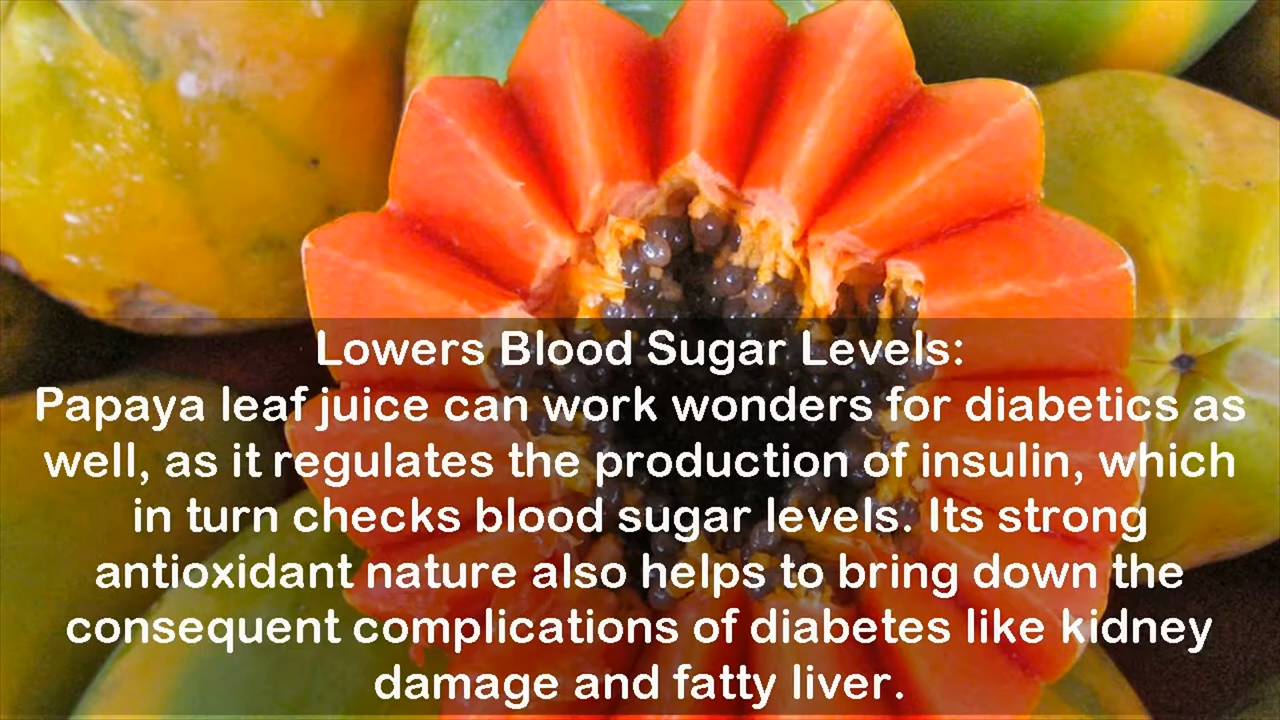 Lowers Blood Sugar Levels:
Papaya leaf juice can work wonders for diabetics as
well, as it regulates the production of insulin, which
in turn checks blood sugar levels. Its strong
antioxidant nature also helps to bring down the
consequent complications of diabetes like kidney
damage and fatty liver.